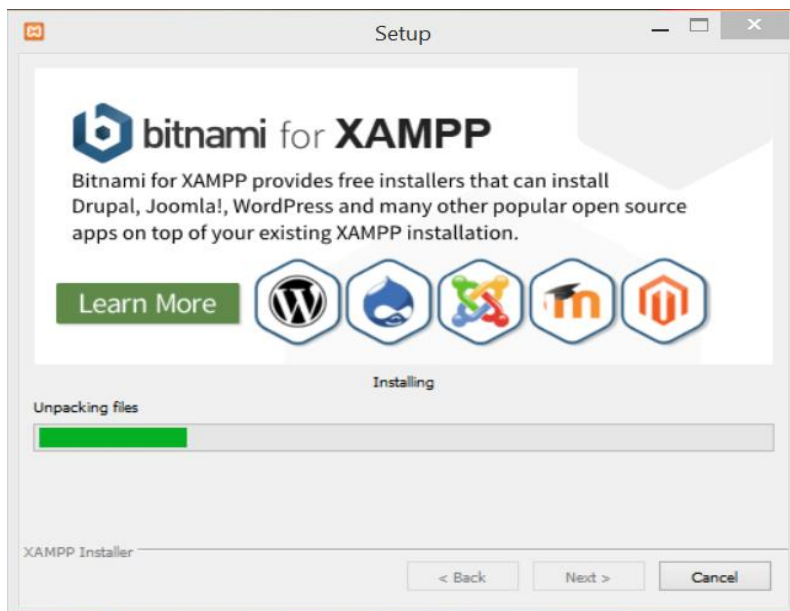 Setup
bitnami for XAMPP
Bitnami for XAMPP provides free installers that can install
Drupal, Joomla!, WordPress and many other popular open source
apps on top of your existing XAMPP installation.
Learn More
Installing
Unpacking files
XAMPP Installer
< Back
Next >
Cancel